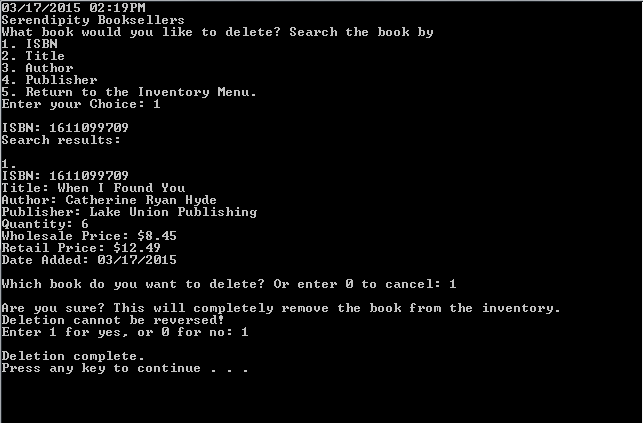 03/17/2015 02:19PM
Serendipity Booksellers
What book would you like to delete? Search the book by
1. ISBN
2. Title
3. Author
4. Publisher
5. Return to the Inventory Menu.
Enter your Choice: 1
ISBN: 1611099709
Search results:
1.
ISBN: 1611099709
Title: When I Found You
Author: Catherine Ryan Hyde
Publisher: Lake Union Publishing
Quantity: 6
Wholesale Price: $8.45
Retail Price: $12.49
Date Added: 03/17/2015
Which book do you want to delete? Or enter 0 to cancel: 1
Are you sure? This will completely remove the book from the inventory.
Deletion cannot be reversed!
Enter 1 for yes, or 0 for no: 1
Deletion complete.
Press any key to continue . . .